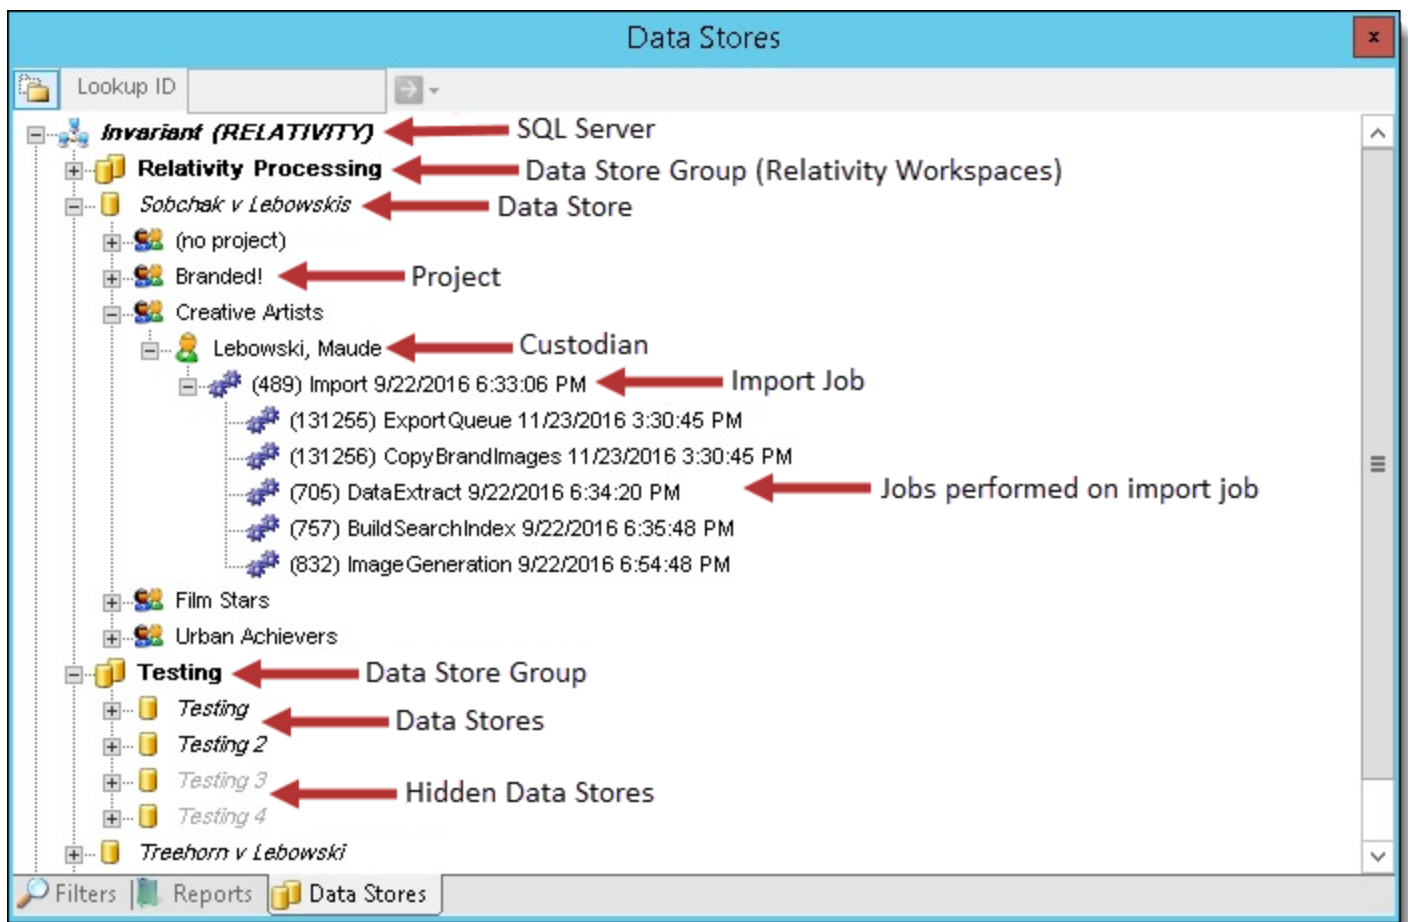 Data Stores
x
Lookup ID
Invariant (RELATIVITY) SQL Server
Relativity Processing Data Store Group (Relativity Workspaces)
Sobchak v Lebowskis Data Store
(no project)
Branded! Project
Creative Artists
Lebowski, Maude Custodian
(489) Import 9/22/2016 6:33:06 PM Import Job
(131255) ExportQueue 11/23/2016 3:30:45 PM
(131256) CopyBrandImages 11/23/2016 3:30:45 PM
(705) DataExtract 9/22/2016 6:34:20 PM Jobs performed on import job
(757) BuildSearchIndex 9/22/2016 6:35:48 PM
(832) ImageGeneration 9/22/2016 6:54:48 PM
Film Stars
Urban Achievers
Testing Data Store Group
Testing
Data Stores
Testing 2
Testing 3
Hidden Data Stores
Testing 4
Treehorn v Lebowski
Filters Reports Data Stores